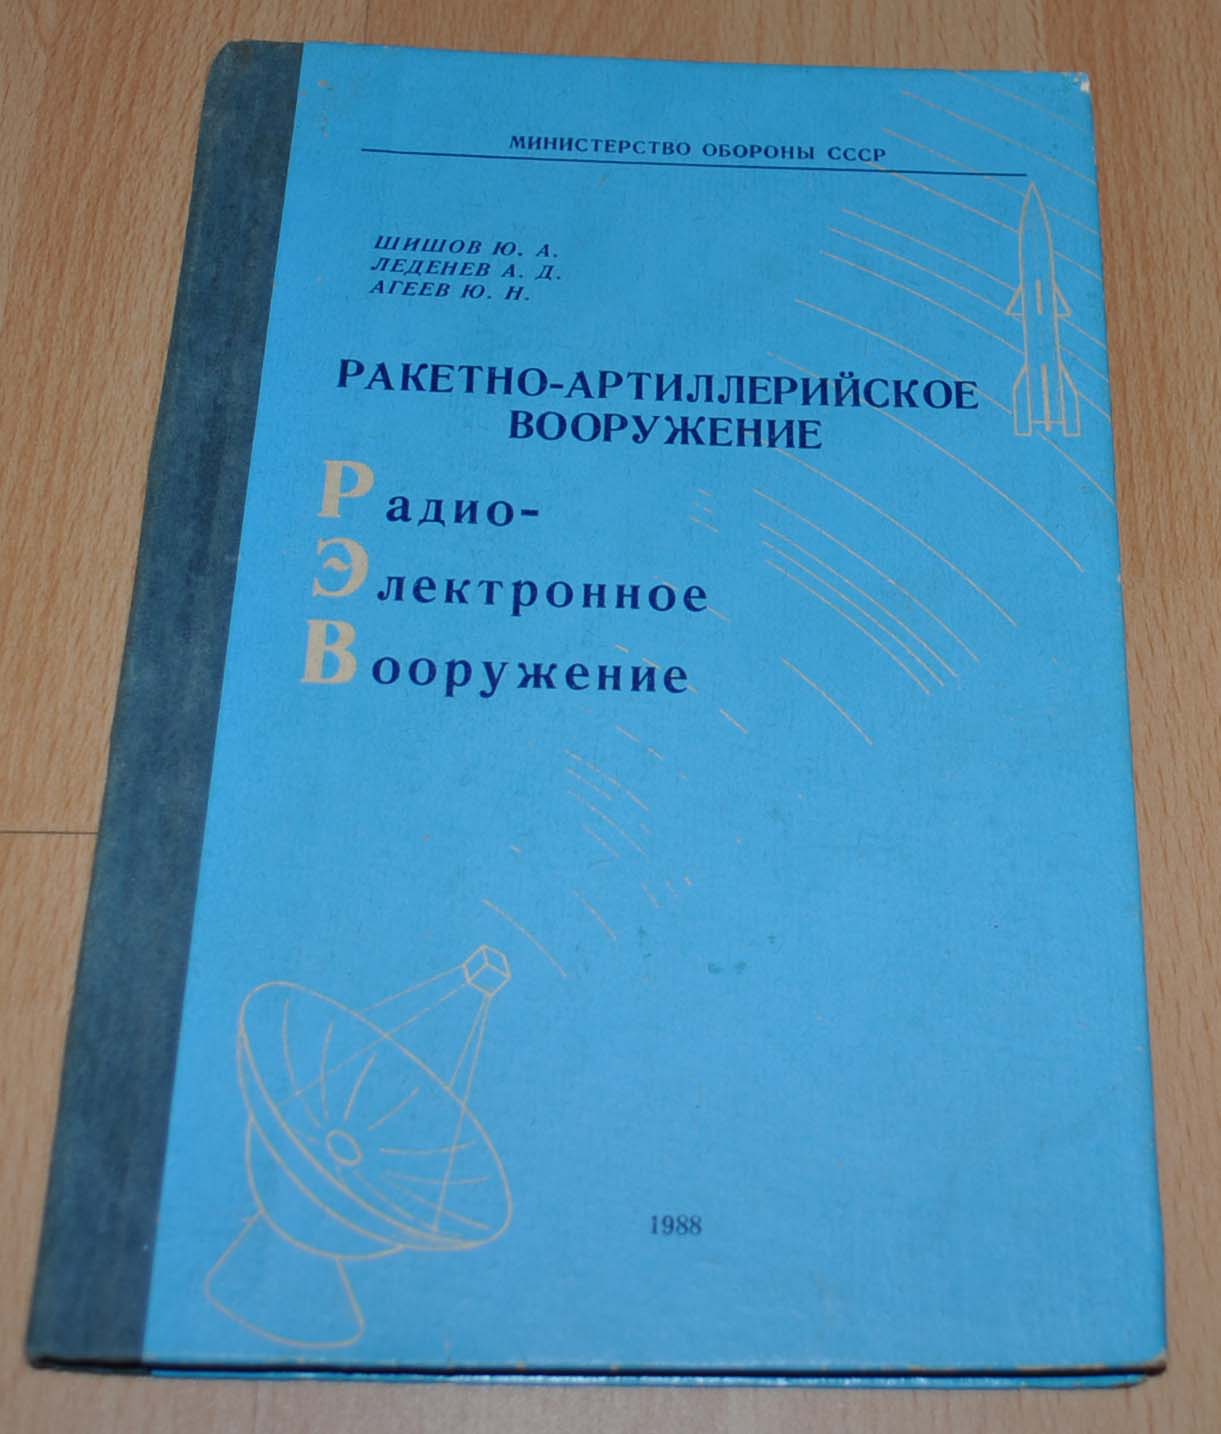 МИНИСТЕРСТВО ОБОРОНЫ СССР
ШИШОВ Ю. А.
ЛЕДЕНЕВ А. Д.
АГЕЕВ Ю. Н.
РАКЕТНО-АРТИЛЛЕРИЙСКОЕ
ВООРУЖЕНИЕ
Радио-
Электронное
Вооружение
1988